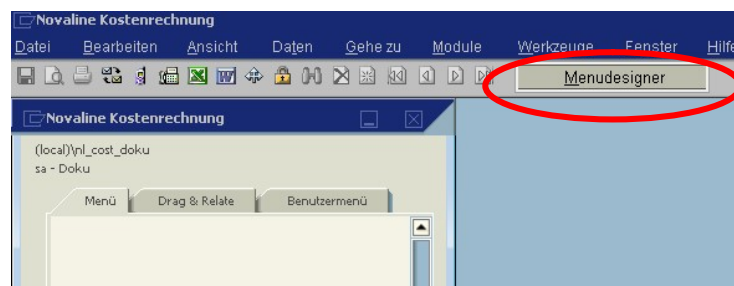 Novaline Kostenrechnung
Datei Bearbeiten Ansicht Daten Gehe zu Module Werkzeuge Fenster Hilfe
Menudesigner
Novaline Kostenrechnung
(local)\nl_cost_doku
sa - Doku
Menü Drag & Relate Benutzermenü